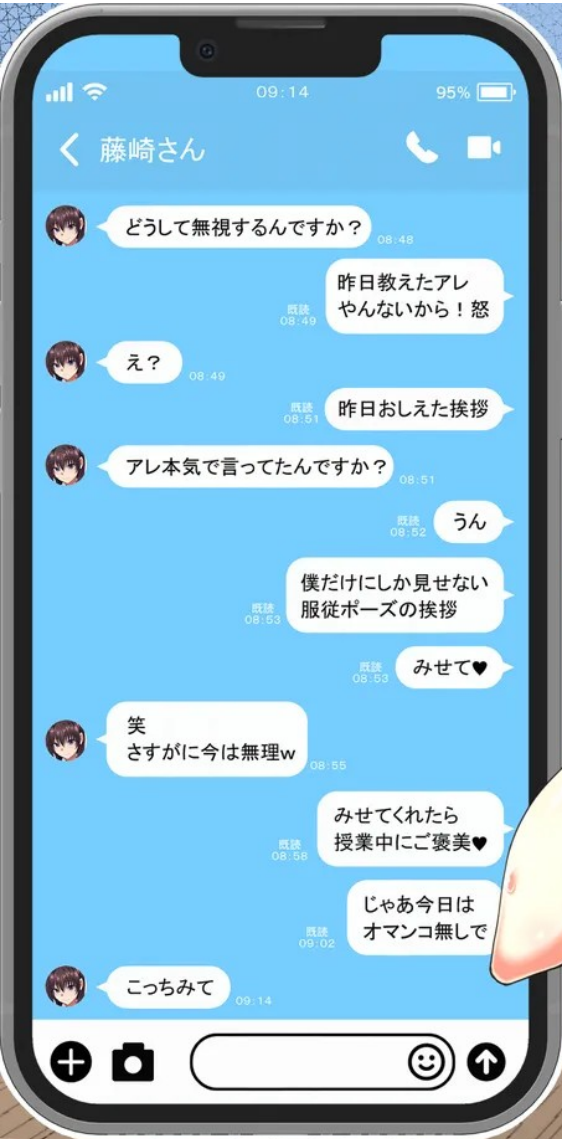 09:14
95%
藤崎さん
どうして無視するんですか？
08:48
昨日教えたアレ
やんないから！怒
既読
08:49
え？
08:49
昨日おしえた挨拶
既読
08:51
アレ本気で言ってたんですか？
08:51
うん
既読
08:52
僕だけにしか見せない
服従ポーズの挨拶
既読
08:53
みせて♥
既読
08:53
笑
さすがに今は無理w
08:55
みせてくれたら
授業中にご褒美♥
既読
08:58
じゃあ今日は
オマンコ無しで
既読
09:02
こっちみて
09:14